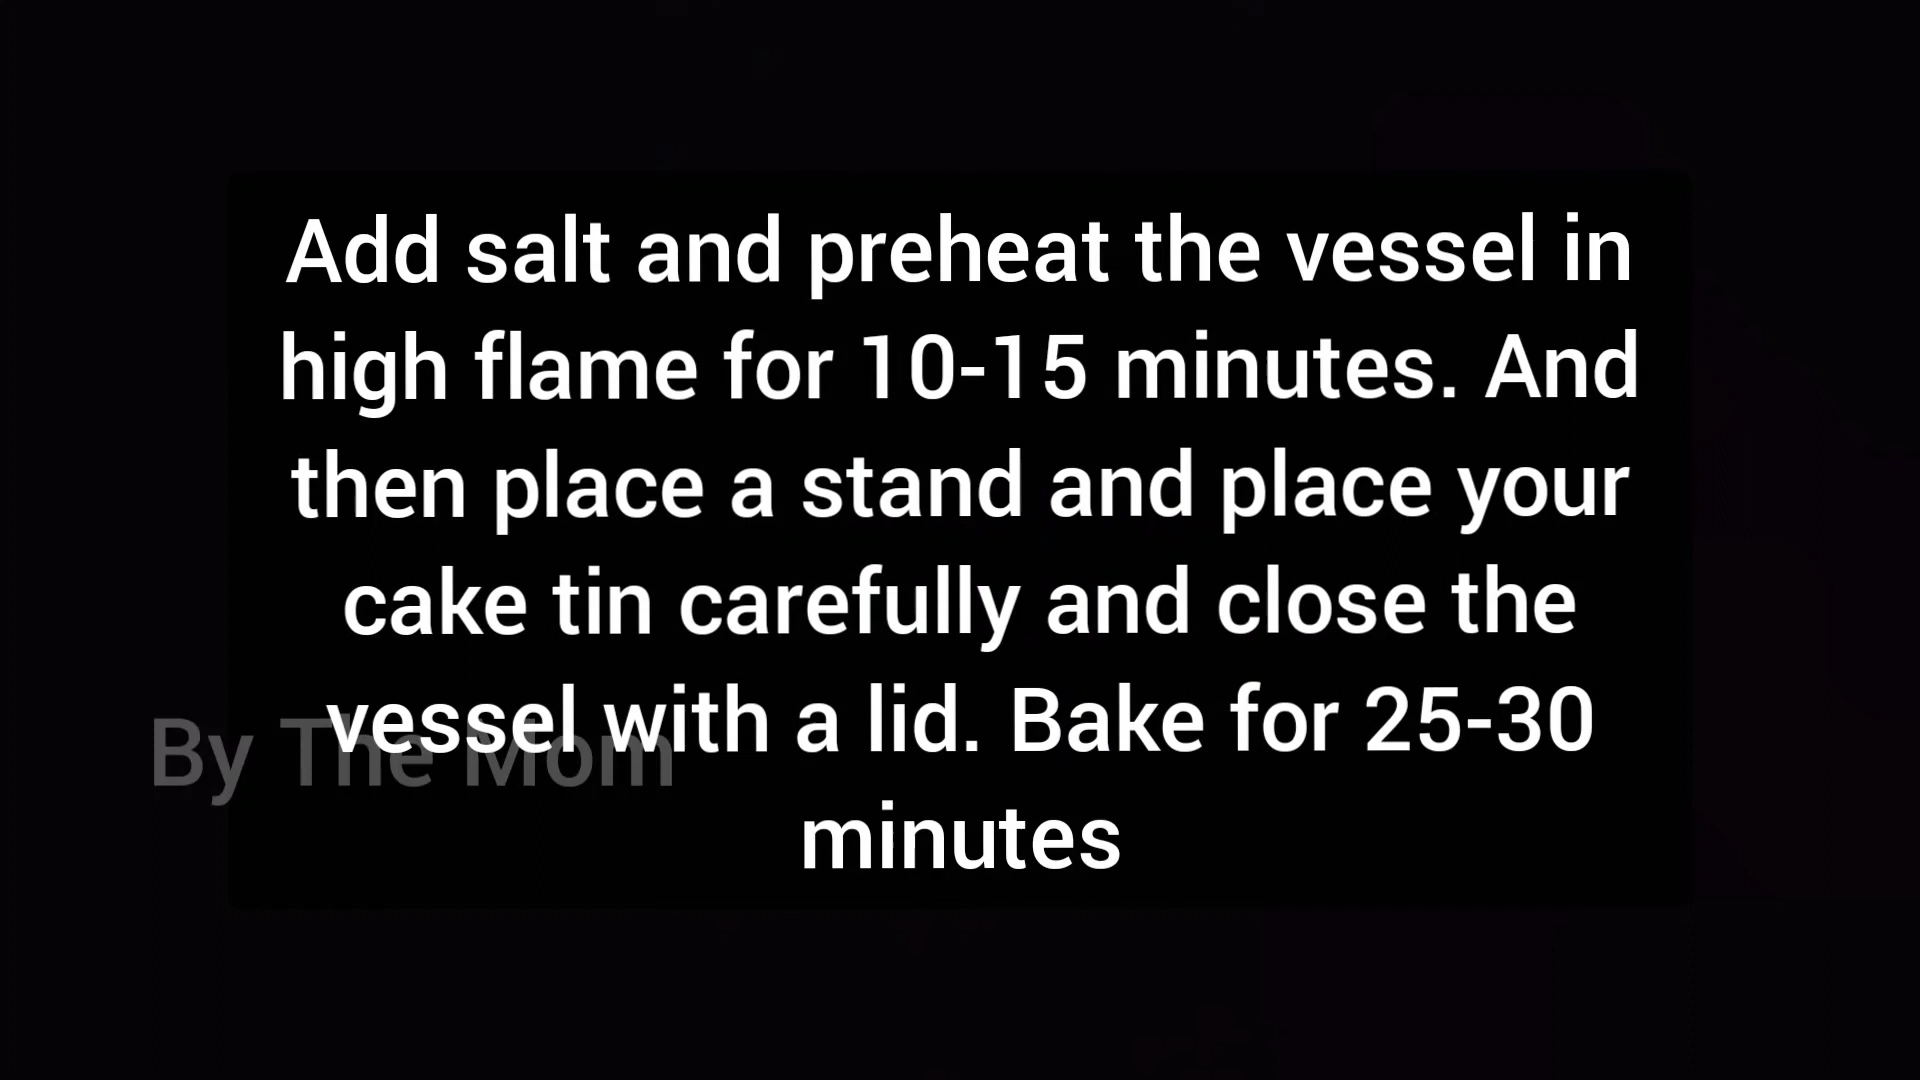 Add salt and preheat the vessel in
high flame for 10-15 minutes. And
then place a stand and place your
cake tin carefully and close the
vessel with a lid. Bake for 25-30
minutes
By The Mom